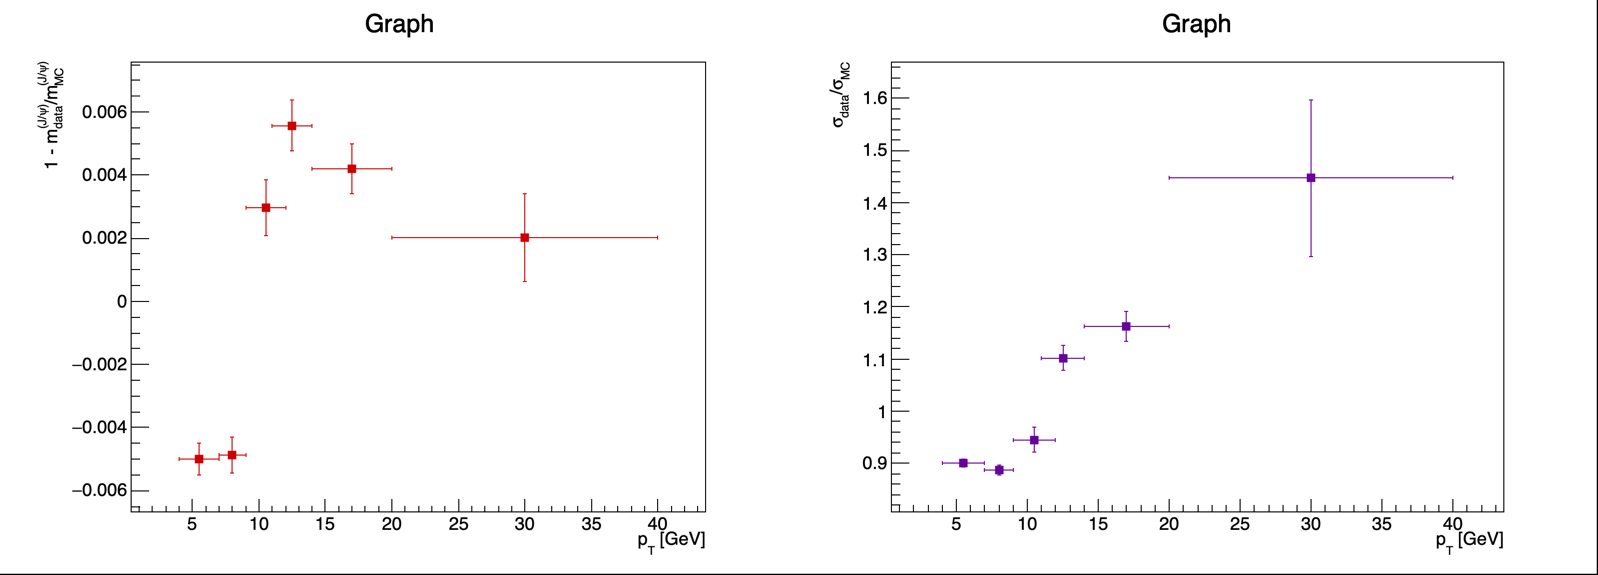 Graph
1 - m_data^(J/ψ)/m_MC^(J/ψ)
0.006
0.004
0.002
0
−0.002
−0.004
−0.006
5 10 15 20 25 30 35 40
p_T [GeV]
Graph
σ_data/σ_MC
1.6
1.5
1.4
1.3
1.2
1.1
1
0.9
5 10 15 20 25 30 35 40
p_T [GeV]